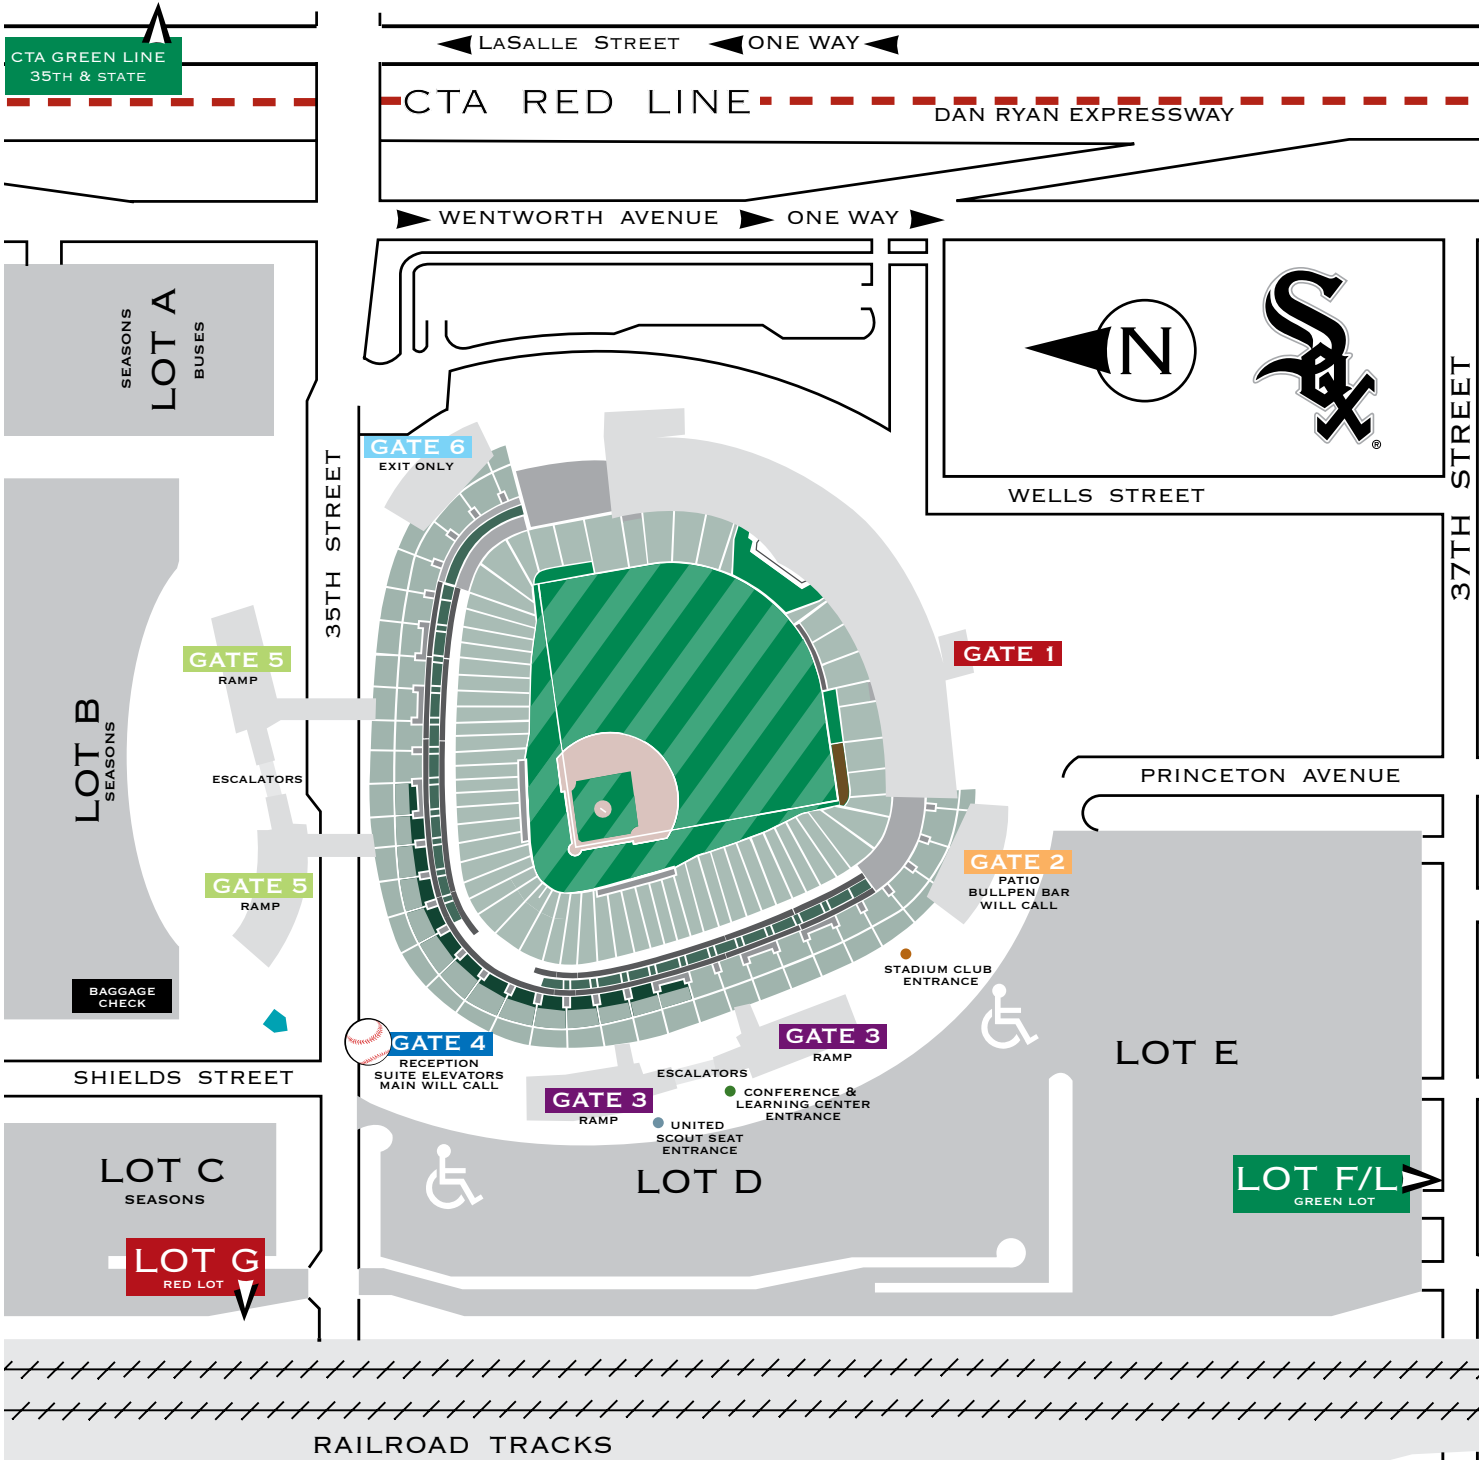 CTA GREEN LINE
35TH & STATE
LASALLE STREET
ONE WAY
CTA RED LINE
DAN RYAN EXPRESSWAY
WENTWORTH AVENUE
ONE WAY
SEASONS
LOT A
BUSES
N
Sox
®
37TH STREET
WELLS STREET
35TH STREET
GATE 6
EXIT ONLY
GATE 5
RAMP
GATE 1
LOT B
SEASONS
ESCALATORS
PRINCETON AVENUE
GATE 5
RAMP
GATE 2
PATIO
BULLPEN BAR
WILL CALL
STADIUM CLUB
ENTRANCE
BAGGAGE
CHECK
GATE 4
RECEPTION
SUITE ELEVATORS
MAIN WILL CALL
GATE 3
RAMP
LOT E
SHIELDS STREET
ESCALATORS
GATE 3
RAMP
CONFERENCE &
LEARNING CENTER
ENTRANCE
UNITED
SCOUT SEAT
ENTRANCE
LOT C
SEASONS
LOT D
LOT F/L
GREEN LOT
LOT G
RED LOT
RAILROAD TRACKS